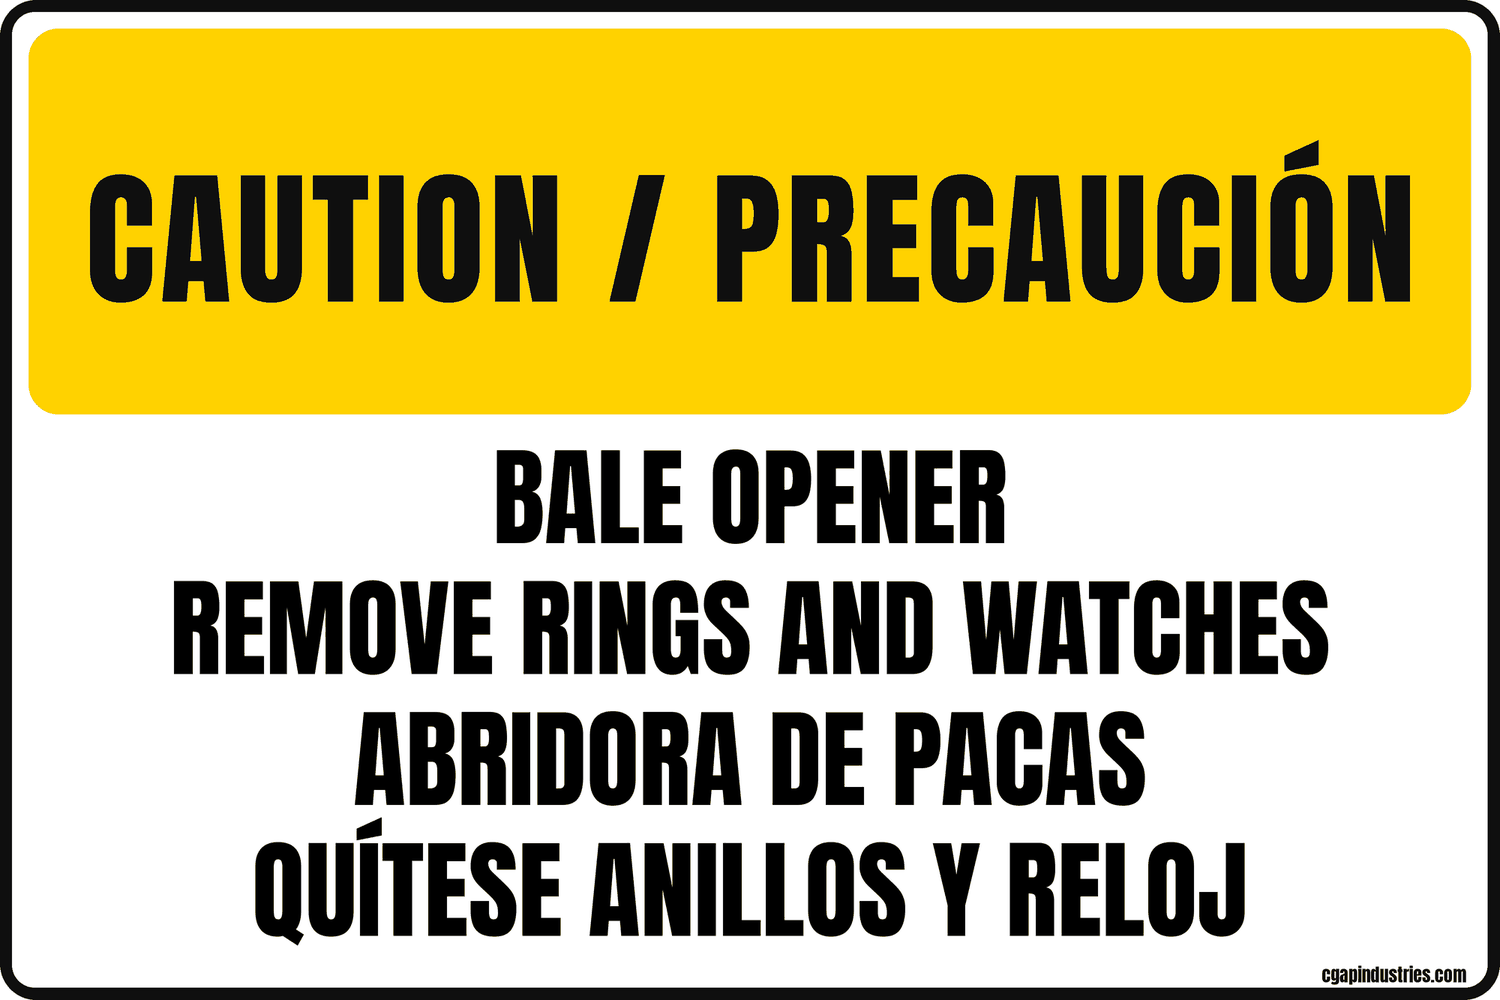 CAUTION / PRECAUCIÓN
BALE OPENER
REMOVE RINGS AND WATCHES
ABRIDORA DE PACAS
QUÍTESE ANILLOS Y RELOJ
cgapindustries.com